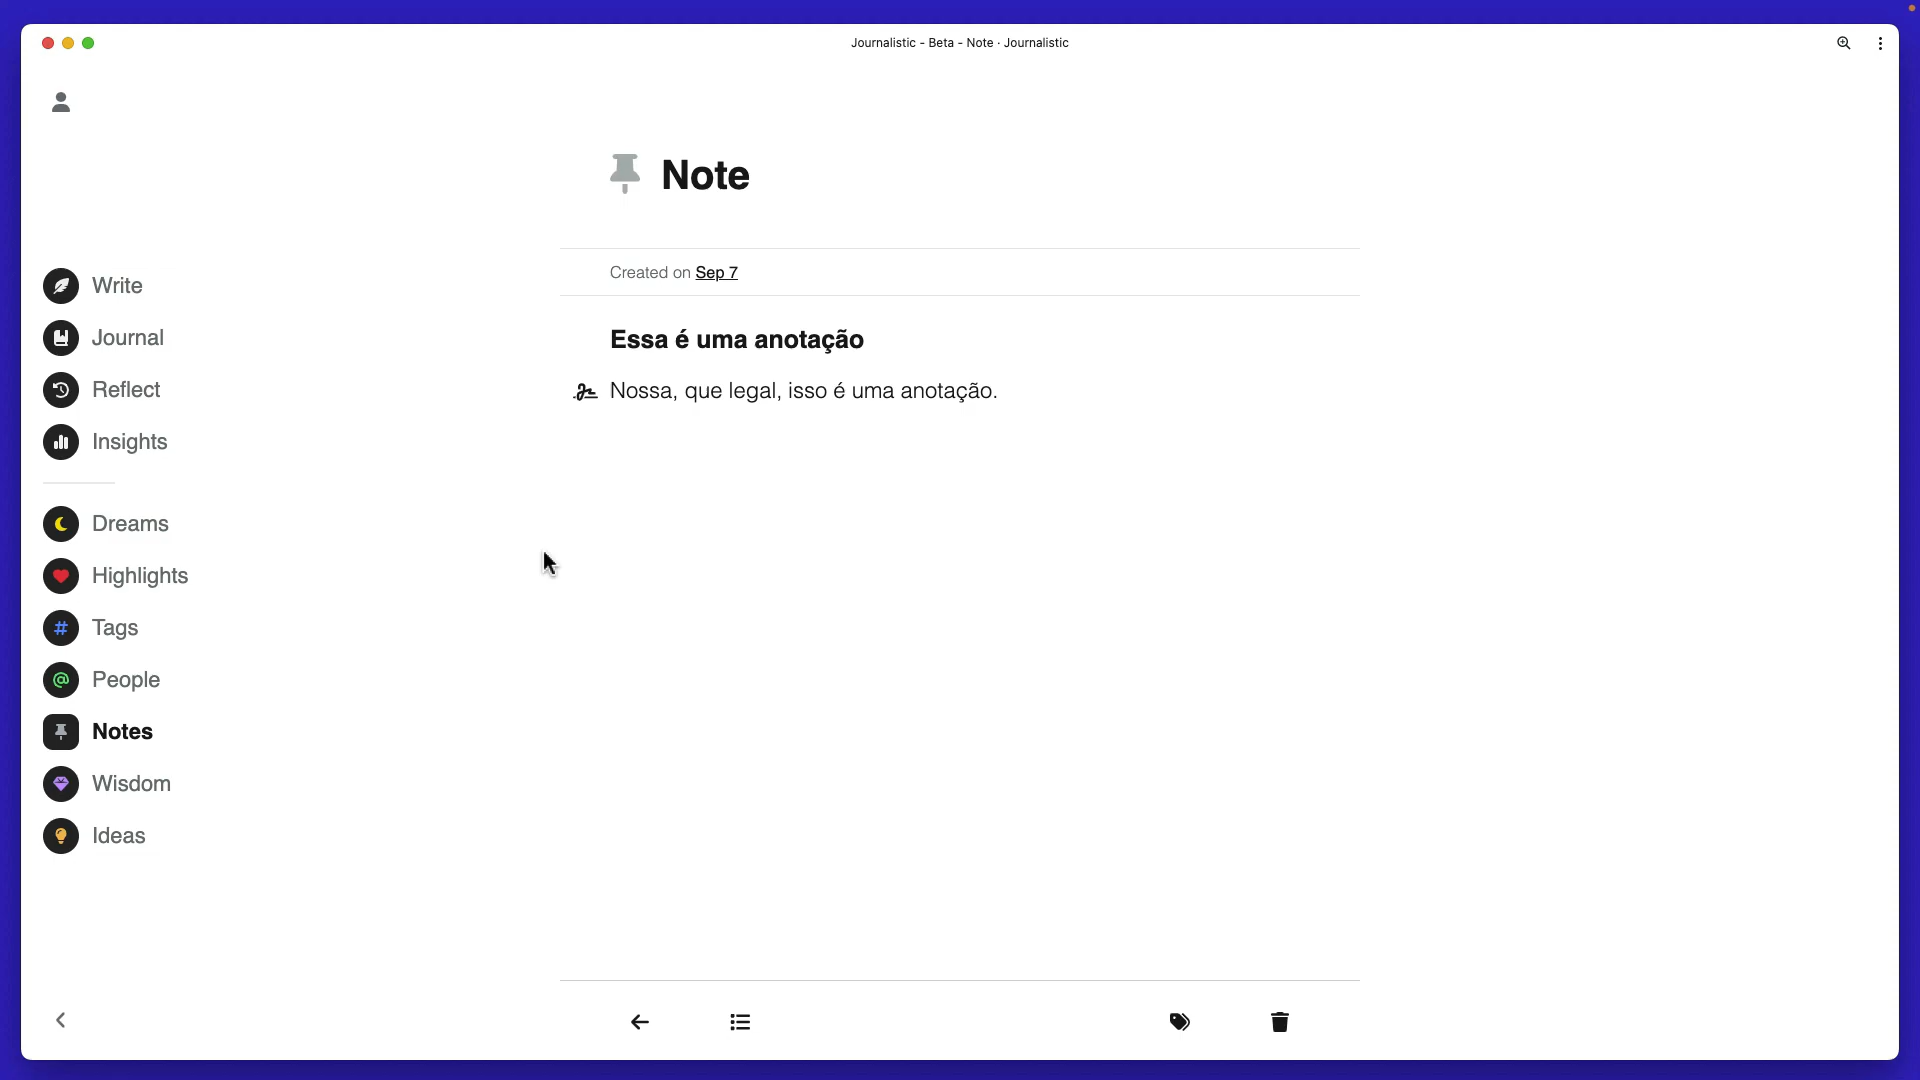 Journalistic - Beta - Note · Journalistic
Note
Created on Sep 7
Essa é uma anotação
Nossa, que legal, isso é uma anotação.
Write
Journal
Reflect
Insights
Dreams
Highlights
Tags
People
Notes
Wisdom
Ideas